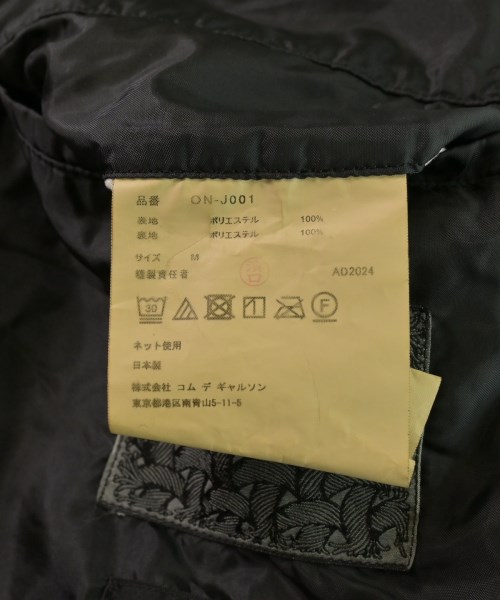 品番 ON-J001
表地 ポリエステル 100%
裏地 ポリエステル 100%
サイズ M
縫製責任者 AD2024
30 1 F
ネット使用
日本製
株式会社 コム デ ギャルソン
東京都港区南青山5-11-5